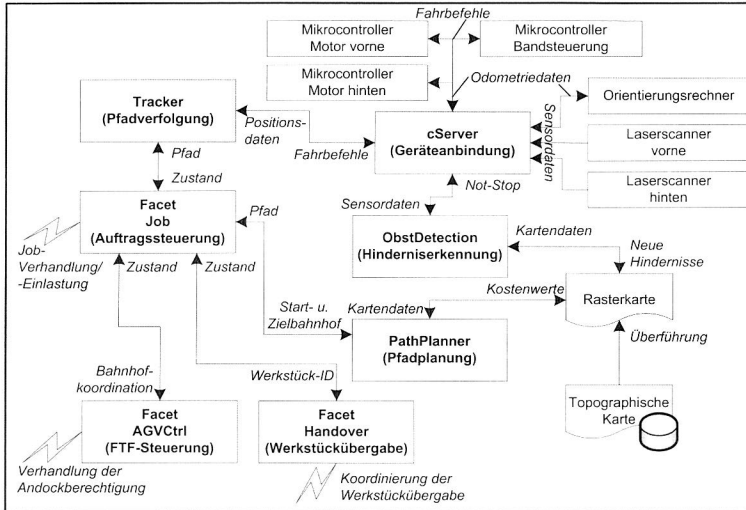 Fahrbefehle
Mikrocontroller
Motor vorne
Mikrocontroller
Bandsteuerung
Mikrocontroller
Motor hinten
Odometriedaten
Tracker
(Pfadverfolgung)
Positions-
daten
Fahrbefehle
cServer
(Geräteanbindung)
Sensordaten
Orientierungsrechner
Laserscanner
vorne
Laserscanner
hinten
Pfad
Zustand
Not-Stop
Sensordaten
Facet
Job
(Auftragssteuerung)
Pfad
Job-
Verhandlung/
-Einlastung
Zustand
Zustand
ObstDetection
(Hinderniserkennung)
Kartendaten
Neue
Hindernisse
Start- u.
Zielbahnhof
Kartendaten
Kostenwerte
Rasterkarte
PathPlanner
(Pfadplanung)
Überführung
Bahnhof-
koordination
Werkstück-ID
Topographische
Karte
Facet
AGVCtrl
(FTF-Steuerung)
Facet
Handover
(Werkstückübergabe)
Verhandlung der
Andockberechtigung
Koordinierung der
Werkstückübergabe